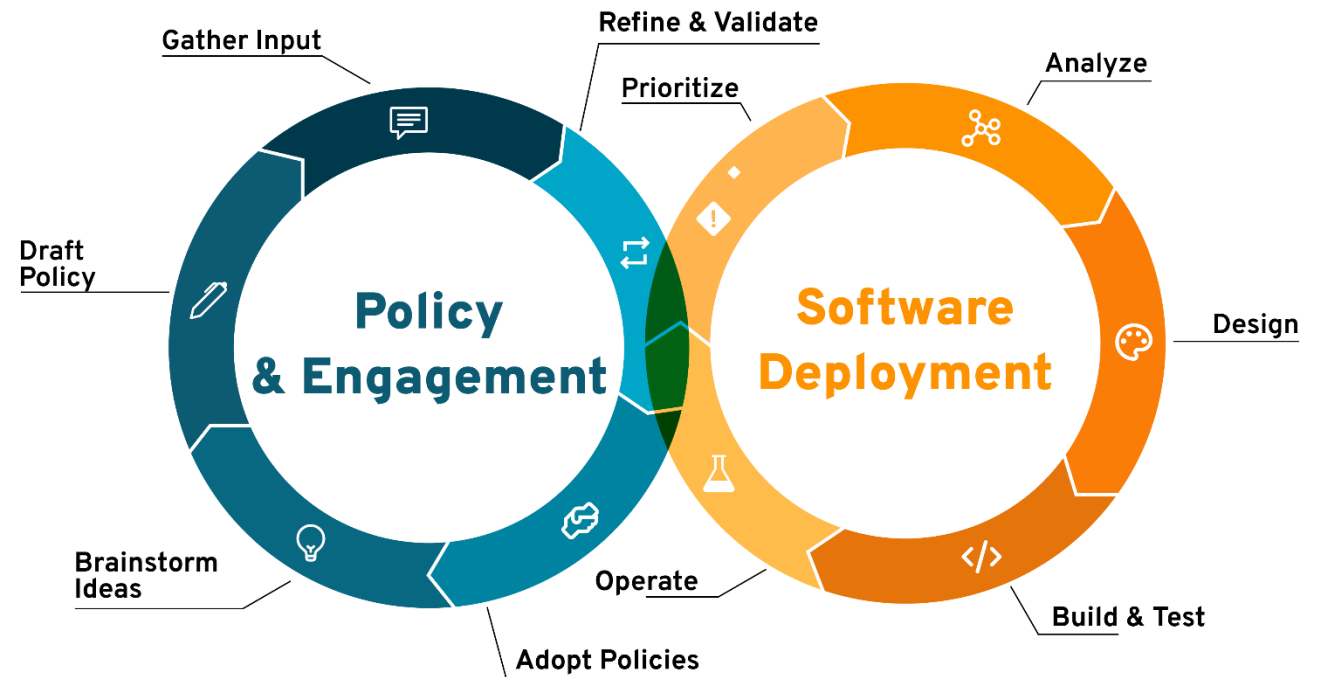 Refine & Validate
Gather Input
Analyze
Prioritize
Draft
Policy
Policy
& Engagement
Software
Deployment
Design
!
Brainstorm
Ideas
Operate
</>
Build & Test
Adopt Policies